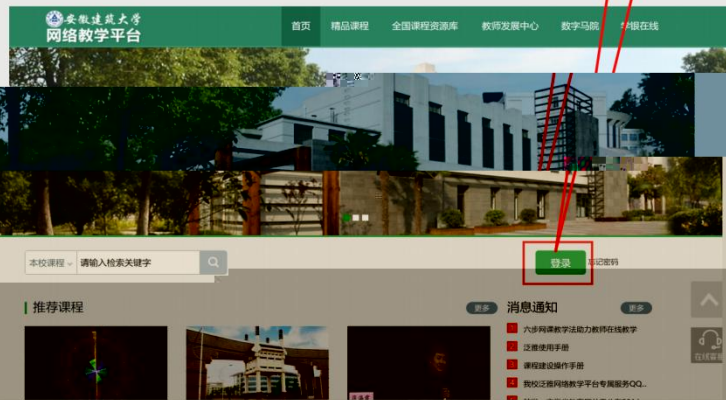 安徽建筑大学
网络教学平台
首页 精品课程 全国课程资源库 教师发展中心 数字马院 学银在线
本校课程 请输入检索关键字 登录 忘记密码
推荐课程 更多 消息通知 更多
1 六步网课教学法助力教师在线教学
2 泛雅使用手册
3 课程建设操作手册
4 我校泛雅网络教学平台专属服务QQ...
在线客服